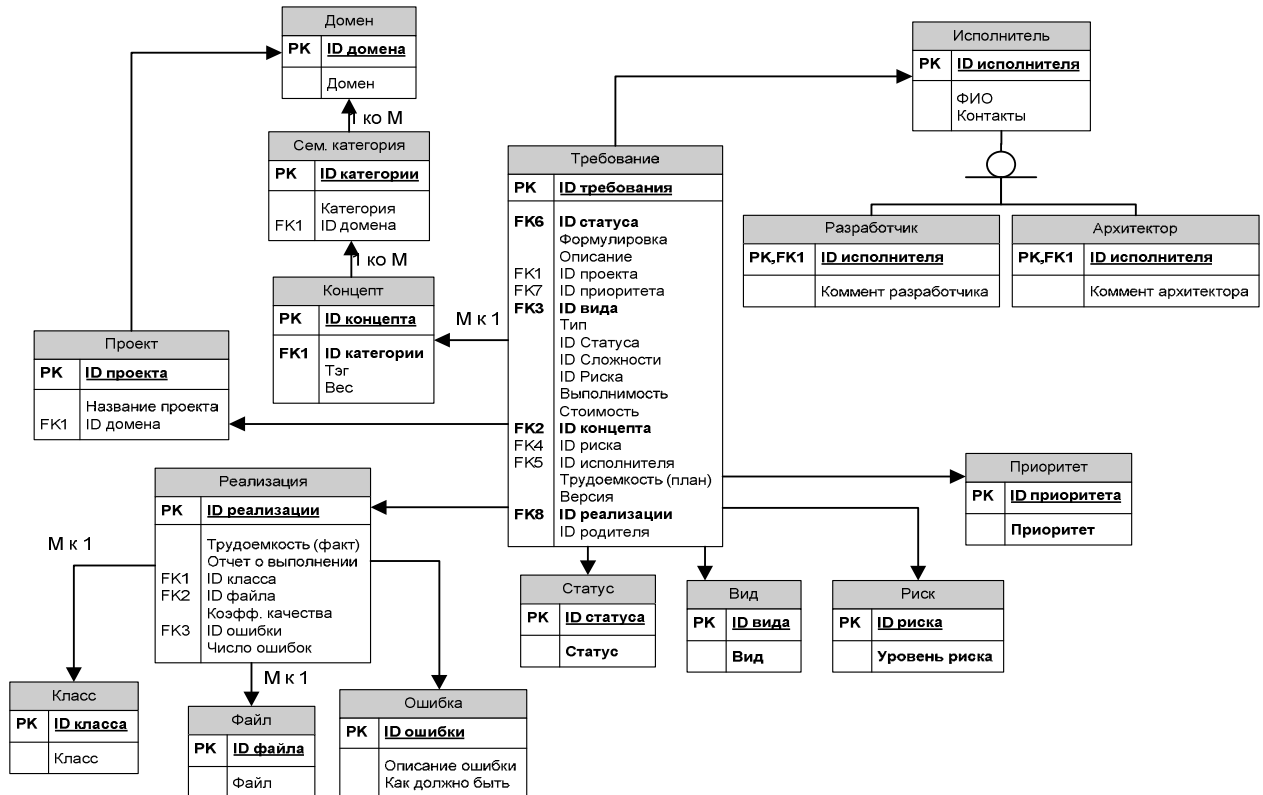 Домен
PK ID домена
Домен
1 ко М
Сем. категория
PK ID категории
Категория
FK1 ID домена
1 ко М
Концепт
PK ID концепта
FK1 ID категории
Тэг
Вес
М к 1
Проект
PK ID проекта
Название проекта
FK1 ID домена
Требование
PK ID требования
FK6 ID статуса
Формулировка
Описание
FK1 ID проекта
FK7 ID приоритета
FK3 ID вида
Тип
ID Статуса
ID Сложности
ID Риска
Выполнимость
Стоимость
FK2 ID концепта
FK4 ID риска
FK5 ID исполнителя
Трудоемкость (план)
Версия
FK8 ID реализации
ID родителя
Исполнитель
PK ID исполнителя
ФИО
Контакты
Разработчик
PK,FK1 ID исполнителя
Коммент разработчика
Архитектор
PK,FK1 ID исполнителя
Коммент архитектора
Приоритет
PK ID приоритета
Приоритет
Реализация
PK ID реализации
Трудоемкость (факт)
Отчет о выполнении
FK1 ID класса
FK2 ID файла
Коэфф. качества
FK3 ID ошибки
Число ошибок
М к 1
М к 1
Статус
PK ID статуса
Статус
Вид
PK ID вида
Вид
Риск
PK ID риска
Уровень риска
Класс
PK ID класса
Класс
Файл
PK ID файла
Файл
Ошибка
PK ID ошибки
Описание ошибки
Как должно быть